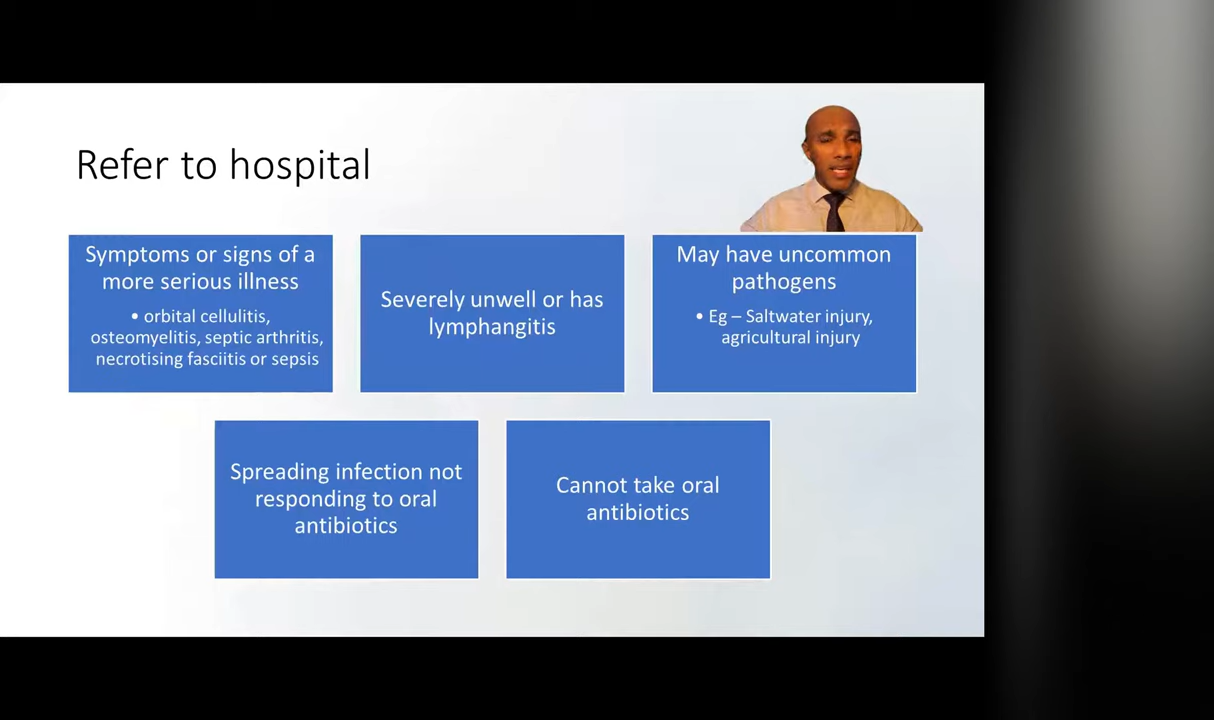 Refer to hospital
Symptoms or signs of a
more serious illness
• orbital cellulitis,
osteomyelitis, septic arthritis,
necrotising fasciitis or sepsis
Severely unwell or has
lymphangitis
May have uncommon
pathogens
• Eg – Saltwater injury,
agricultural injury
Spreading infection not
responding to oral
antibiotics
Cannot take oral
antibiotics